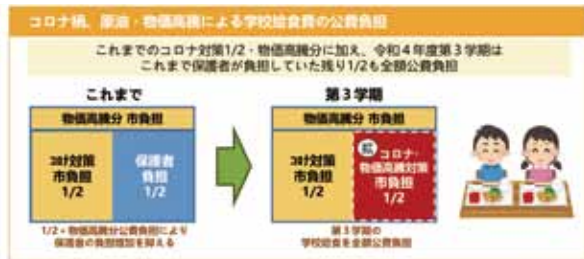 コロナ禍、原油・物価高騰による学校給食費の公費負担
これまでのコロナ対策1/2・物価高騰分に加え、令和４年度第３学期は
これまで保護者が負担していた残り1/2も全額公費負担
これまで
物価高騰分 市負担
コロナ対策
市負担
1/2
保護者
負担
1/2
1/2・物価高騰分公費負担により
保護者の負担増加を抑える
第３学期
物価高騰分 市負担
コロナ対策
市負担
1/2
拡 コロナ・
物価高騰対策
市負担
1/2
第３学期の
学校給食を全額公費負担